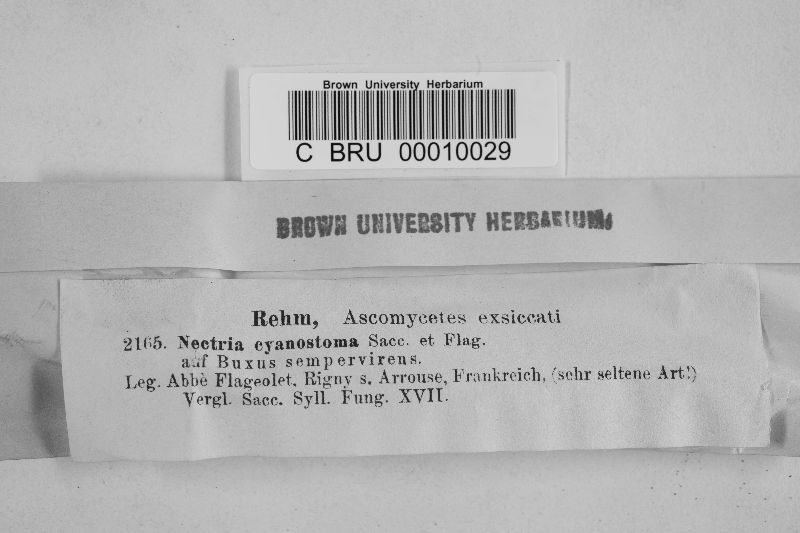 Brown University Herbarium
C BRU 00010029
BROWN UNIVERSITY HERBARIUM.
Rehm, Ascomycetes exsiccati
2165. Nectria cyanostoma Sacc. et Flag.
auf Buxus sempervirens.
Leg. Abbè Flageolet. Rigny s. Arrouse, Frankreich. (sehr seltene Art!)
Vergl. Sacc. Syll. Fung. XVII.